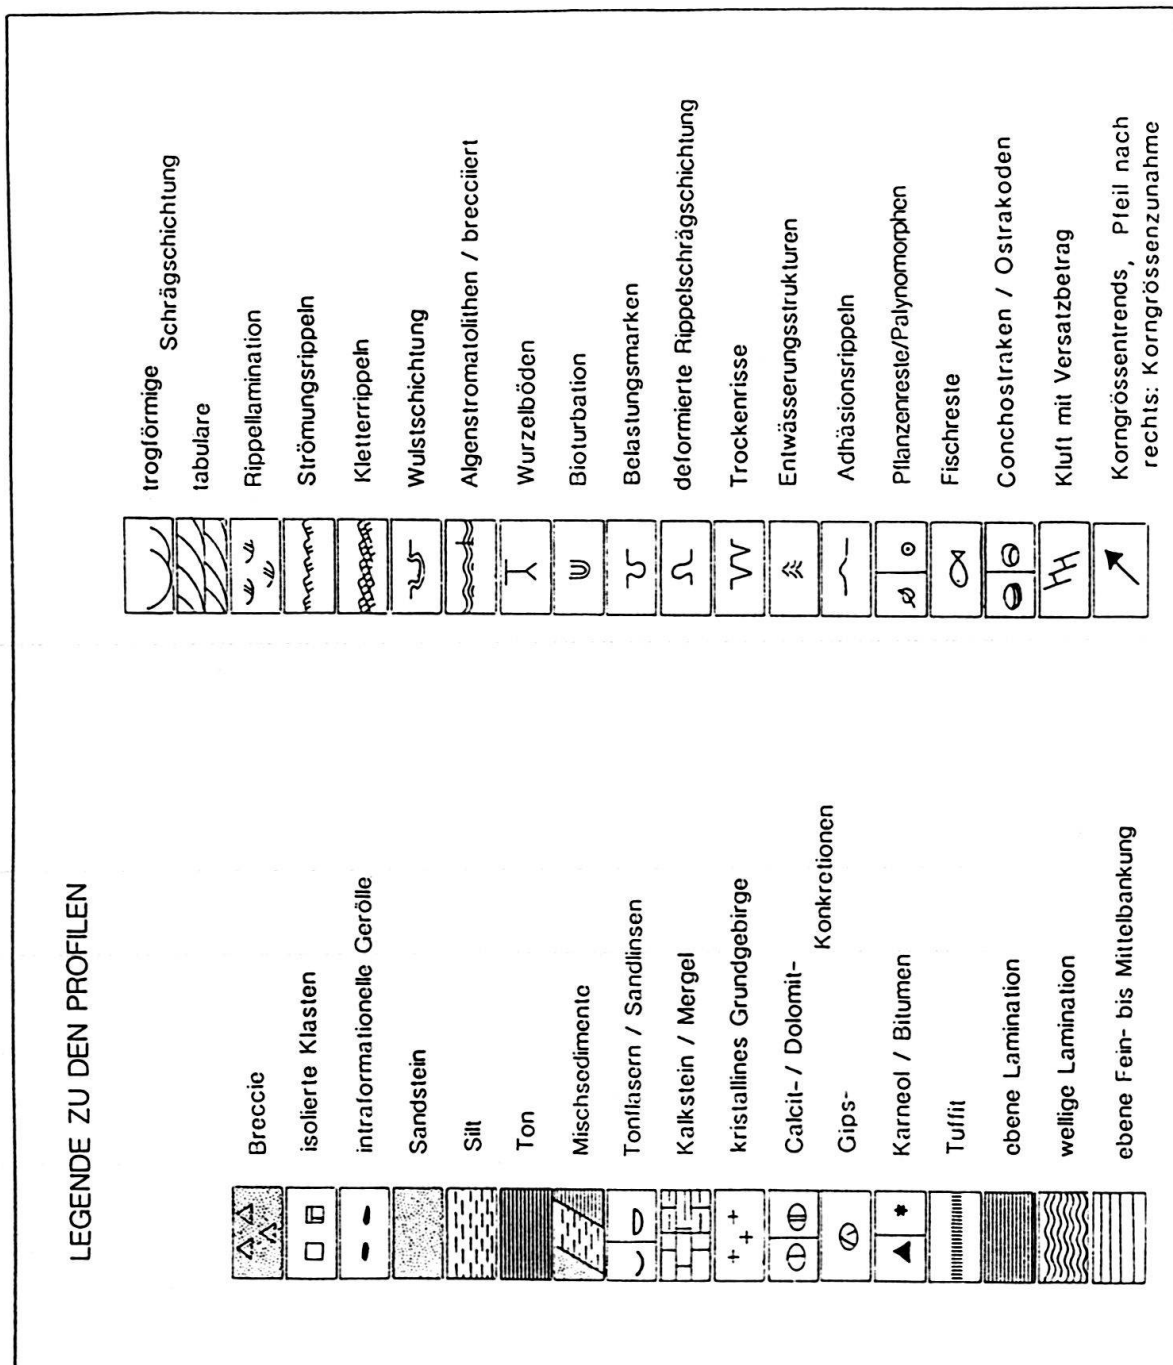 LEGENDE ZU DEN PROFILEN
Breccie
isolierte Klasten
intraformationelle Gerölle
Sandstein
Silt
Ton
Mischsedimente
Tonflasern / Sandlinsen
Kalkstein / Mergel
kristallines Grundgebirge
Calcit- / Dolomit-
Konkretionen
Gips-
Karneol / Bitumen
Tuffit
ebene Lamination
wellige Lamination
ebene Fein- bis Mittelbankung
trogförmige
Schrägschichtung
tabulare
Rippellamination
Strömungsrippeln
Kletterrippeln
Wulstschichtung
Algenstromatolithen / brecciiert
Wurzelböden
Bioturbation
Belastungsmarken
deformierte Rippelschrägschichtung
Trockenrisse
Entwässerungsstrukturen
Adhäsionsrippeln
Pflanzenreste/Palynomorphen
Fischreste
Conchostraken / Ostrakoden
Kluft mit Versatzbetrag
Korngrössentrends, Pfeil nach
rechts: Korngrössenzunahme